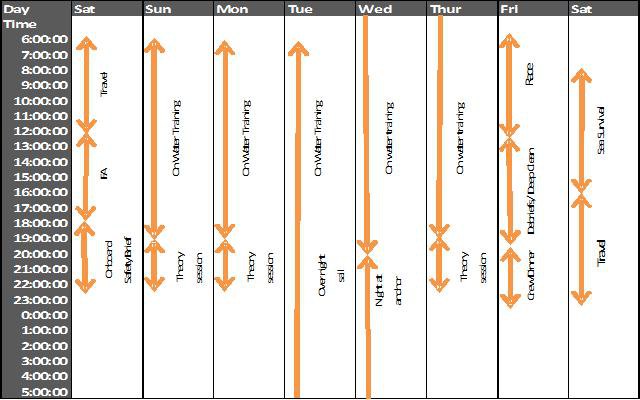 Day Sat Sun Mon Tue Wed Thur Fri Sat
Time
6:00:00
7:00:00
8:00:00
9:00:00
10:00:00
11:00:00
12:00:00
13:00:00
14:00:00
15:00:00
16:00:00
17:00:00
18:00:00
19:00:00
20:00:00
21:00:00
22:00:00
23:00:00
0:00:00
1:00:00
2:00:00
3:00:00
4:00:00
5:00:00
Travel
IFA
Onboard
Safety Brief
On Water Training
Theory
session
On Water Training
Theory
session
On Water Training
Overnight
sail
On water training
Night at
anchor
On water training
Theory
session
Race
Debriefs/Deep clean
Crew Dinner
Sea Survival
Travel